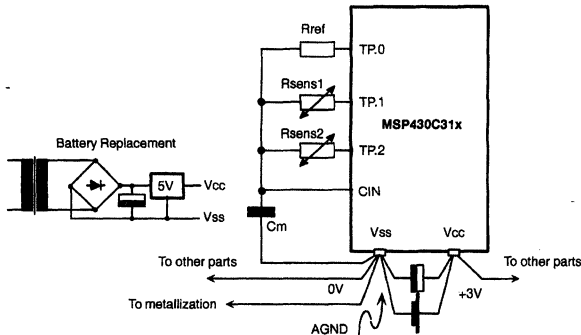 Rref
TP.0
Rsens1
TP.1
MSP430C31x
Rsens2
TP.2
Battery Replacement
CIN
5V
Vcc
Vss
Cm
Vss
Vcc
To other parts
To other parts
0V
+3V
To metallization
AGND